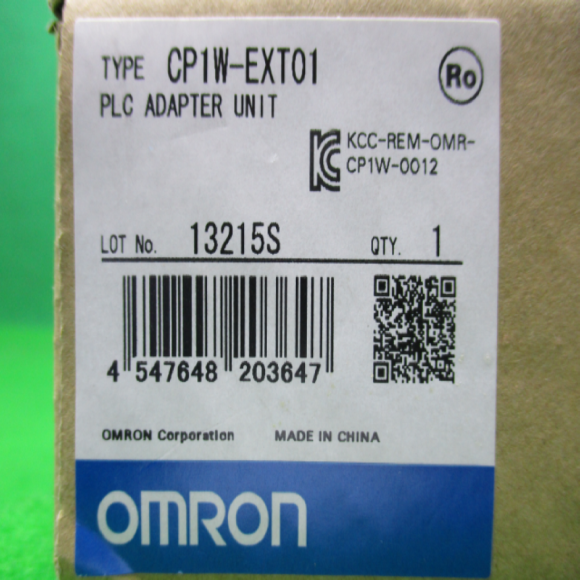 TYPE CP1W-EXT01 Ro
PLC ADAPTER UNIT
KCC-REM-OMR-
CP1W-0012
LOT No. 13215S QTY. 1
4 547648 203647
OMRON Corporation MADE IN CHINA
OMRON